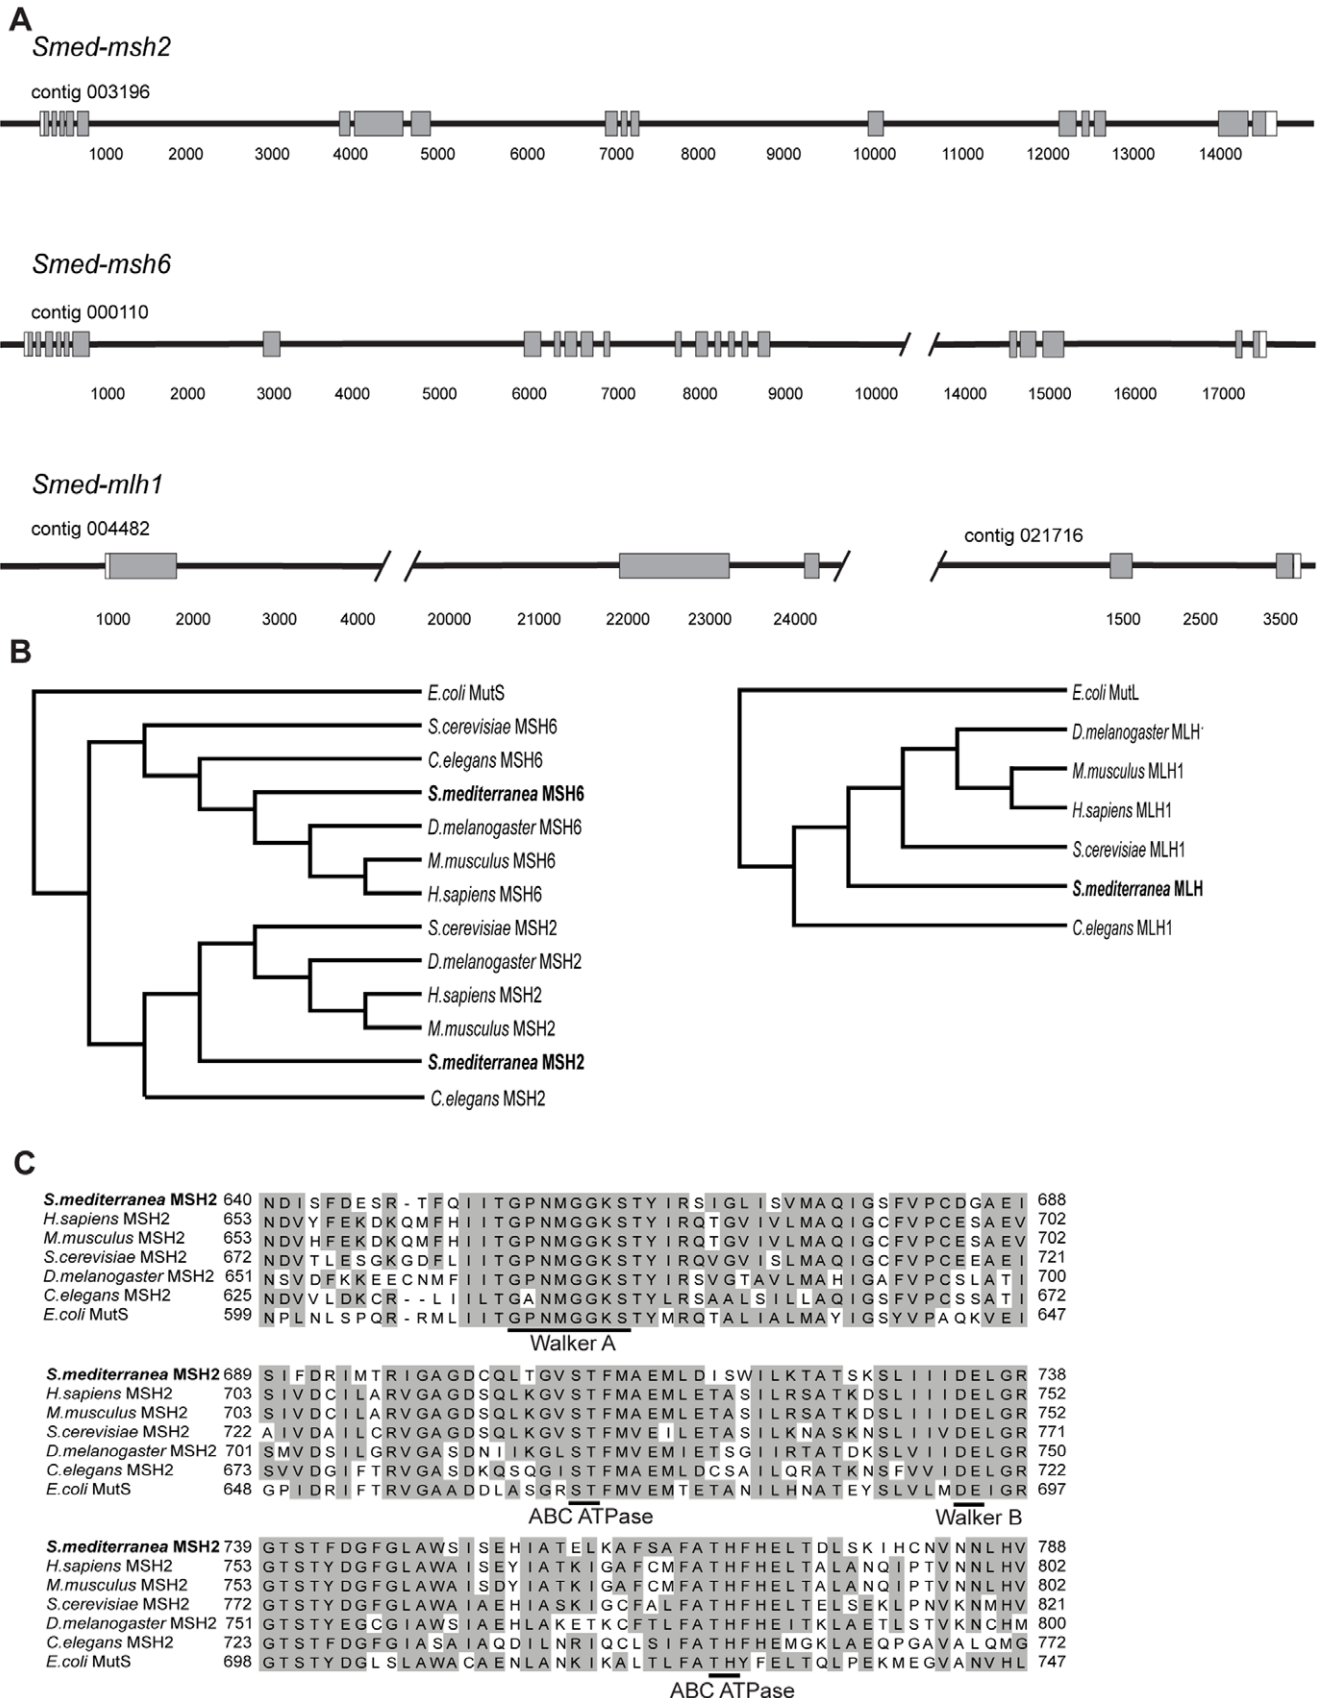 A
Smed-msh2
contig 003196
1000 2000 3000 4000 5000 6000 7000 8000 9000 10000 11000 12000 13000 14000
Smed-msh6
contig 000110
1000 2000 3000 4000 5000 6000 7000 8000 9000 10000 14000 15000 16000 17000
Smed-mlh1
contig 004482
contig 021716
1000 2000 3000 4000 20000 21000 22000 23000 24000 1500 2500 3500
B
E.coli MutS
S.cerevisiae MSH6
C.elegans MSH6
S.mediterranea MSH6
D.melanogaster MSH6
M.musculus MSH6
H.sapiens MSH6
S.cerevisiae MSH2
D.melanogaster MSH2
H.sapiens MSH2
M.musculus MSH2
S.mediterranea MSH2
C.elegans MSH2
E.coli MutL
D.melanogaster MLH
M.musculus MLH1
H.sapiens MLH1
S.cerevisiae MLH1
S.mediterranea MLH
C.elegans MLH1
C
S.mediterranea MSH2 640 NDISFDESR-TFQIITGPNMGGKSTYIRSIGLISVMAQIGSFVPCDGAEI 688
H.sapiens MSH2 653 NDVYFEKDKQMFHIITGPNMGGKSTYIRQTGVIVLMAQIGCFVPCESAEV 702
M.musculus MSH2 653 NDVHFEKDKQMFHIITGPNMGGKSTYIRQTGVIVLMAQIGCFVPCESAEV 702
S.cerevisiae MSH2 672 NDVTLESGKGDFLIITGPNMGGKSTYIRQVGVISLMAQIGCFVPCEEAEI 721
D.melanogaster MSH2 651 NSVDFKKEECNMFIITGPNMGGKSTYIRSVGTAVLMAHIGAFVPCSLATI 700
C.elegans MSH2 625 NDVVLDKCR--LIILTGANMGGKSTYLRSAALSILLAQIGSFVPCSSATI 672
E.coli MutS 599 NPLNLSPQR-RMLIITGPNMGGKSTYMRQTALIALMAYIGSYVPAQKVEI 647
Walker A
S.mediterranea MSH2 689 SIFDRIMTRIGAGDCQLTGVSTFMAEMLDISWILKTATSKSLIIIDELGR 738
H.sapiens MSH2 703 SIVDCILARVGAGDSQLKGVSTFMAEMLETASILRSATKDSLIIIDELGR 752
M.musculus MSH2 703 SIVDCILARVGAGDSQLKGVSTFMAEMLETASILRSATKDSLIIIDELGR 752
S.cerevisiae MSH2 722 AIVDAILCRVGAGDSQLKGVSTFMVEILETASILKNASKNSLIIVDELGR 771
D.melanogaster MSH2 701 SMVDSILGRVGASDNIIKGLSTFMVEMIETSGIIRTATDKSLVIIDELGR 750
C.elegans MSH2 673 SVVDGIFTRVGASDKQSQGISTFMAEMLDCSAILQRATKNSFVVIDELGR 722
E.coli MutS 648 GPIDRIFTRVGAADDLASGRSTFMVEMTETANILHNATEYSLVLMDEIGR 697
ABC ATPase
Walker B
S.mediterranea MSH2 739 GTSTFDGFGLAWSISEHIATELKAFSAFATHFHELTDLSKIHCNVNNLHV 788
H.sapiens MSH2 753 GTSTYDGFGLAWAISEYIATKIGAFCMFATHFHELTALANQIPTVNNLHV 802
M.musculus MSH2 753 GTSTYDGFGLAWAISDYIATKIGAFCMFATHFHELTALANQIPTVNNLHV 802
S.cerevisiae MSH2 772 GTSTYDGFGLAWAIAEHIASKIGCFALFATHFHELTELSEKLPNVKNMHV 821
D.melanogaster MSH2 751 GTSTYEGCGIAWSIAEHLAKETKCFTLFATHFHEITKLAETLSTVKNCHM 800
C.elegans MSH2 723 GTSTFDGFGIASAIAQDILNRIQCLSIFATHFHEMGKLAEQPGAVALQMG 772
E.coli MutS 698 GTSTYDGLSLAWACAENLANKIKALTLFATHYFELTQLPEKMEGVANVHL 747
ABC ATPase